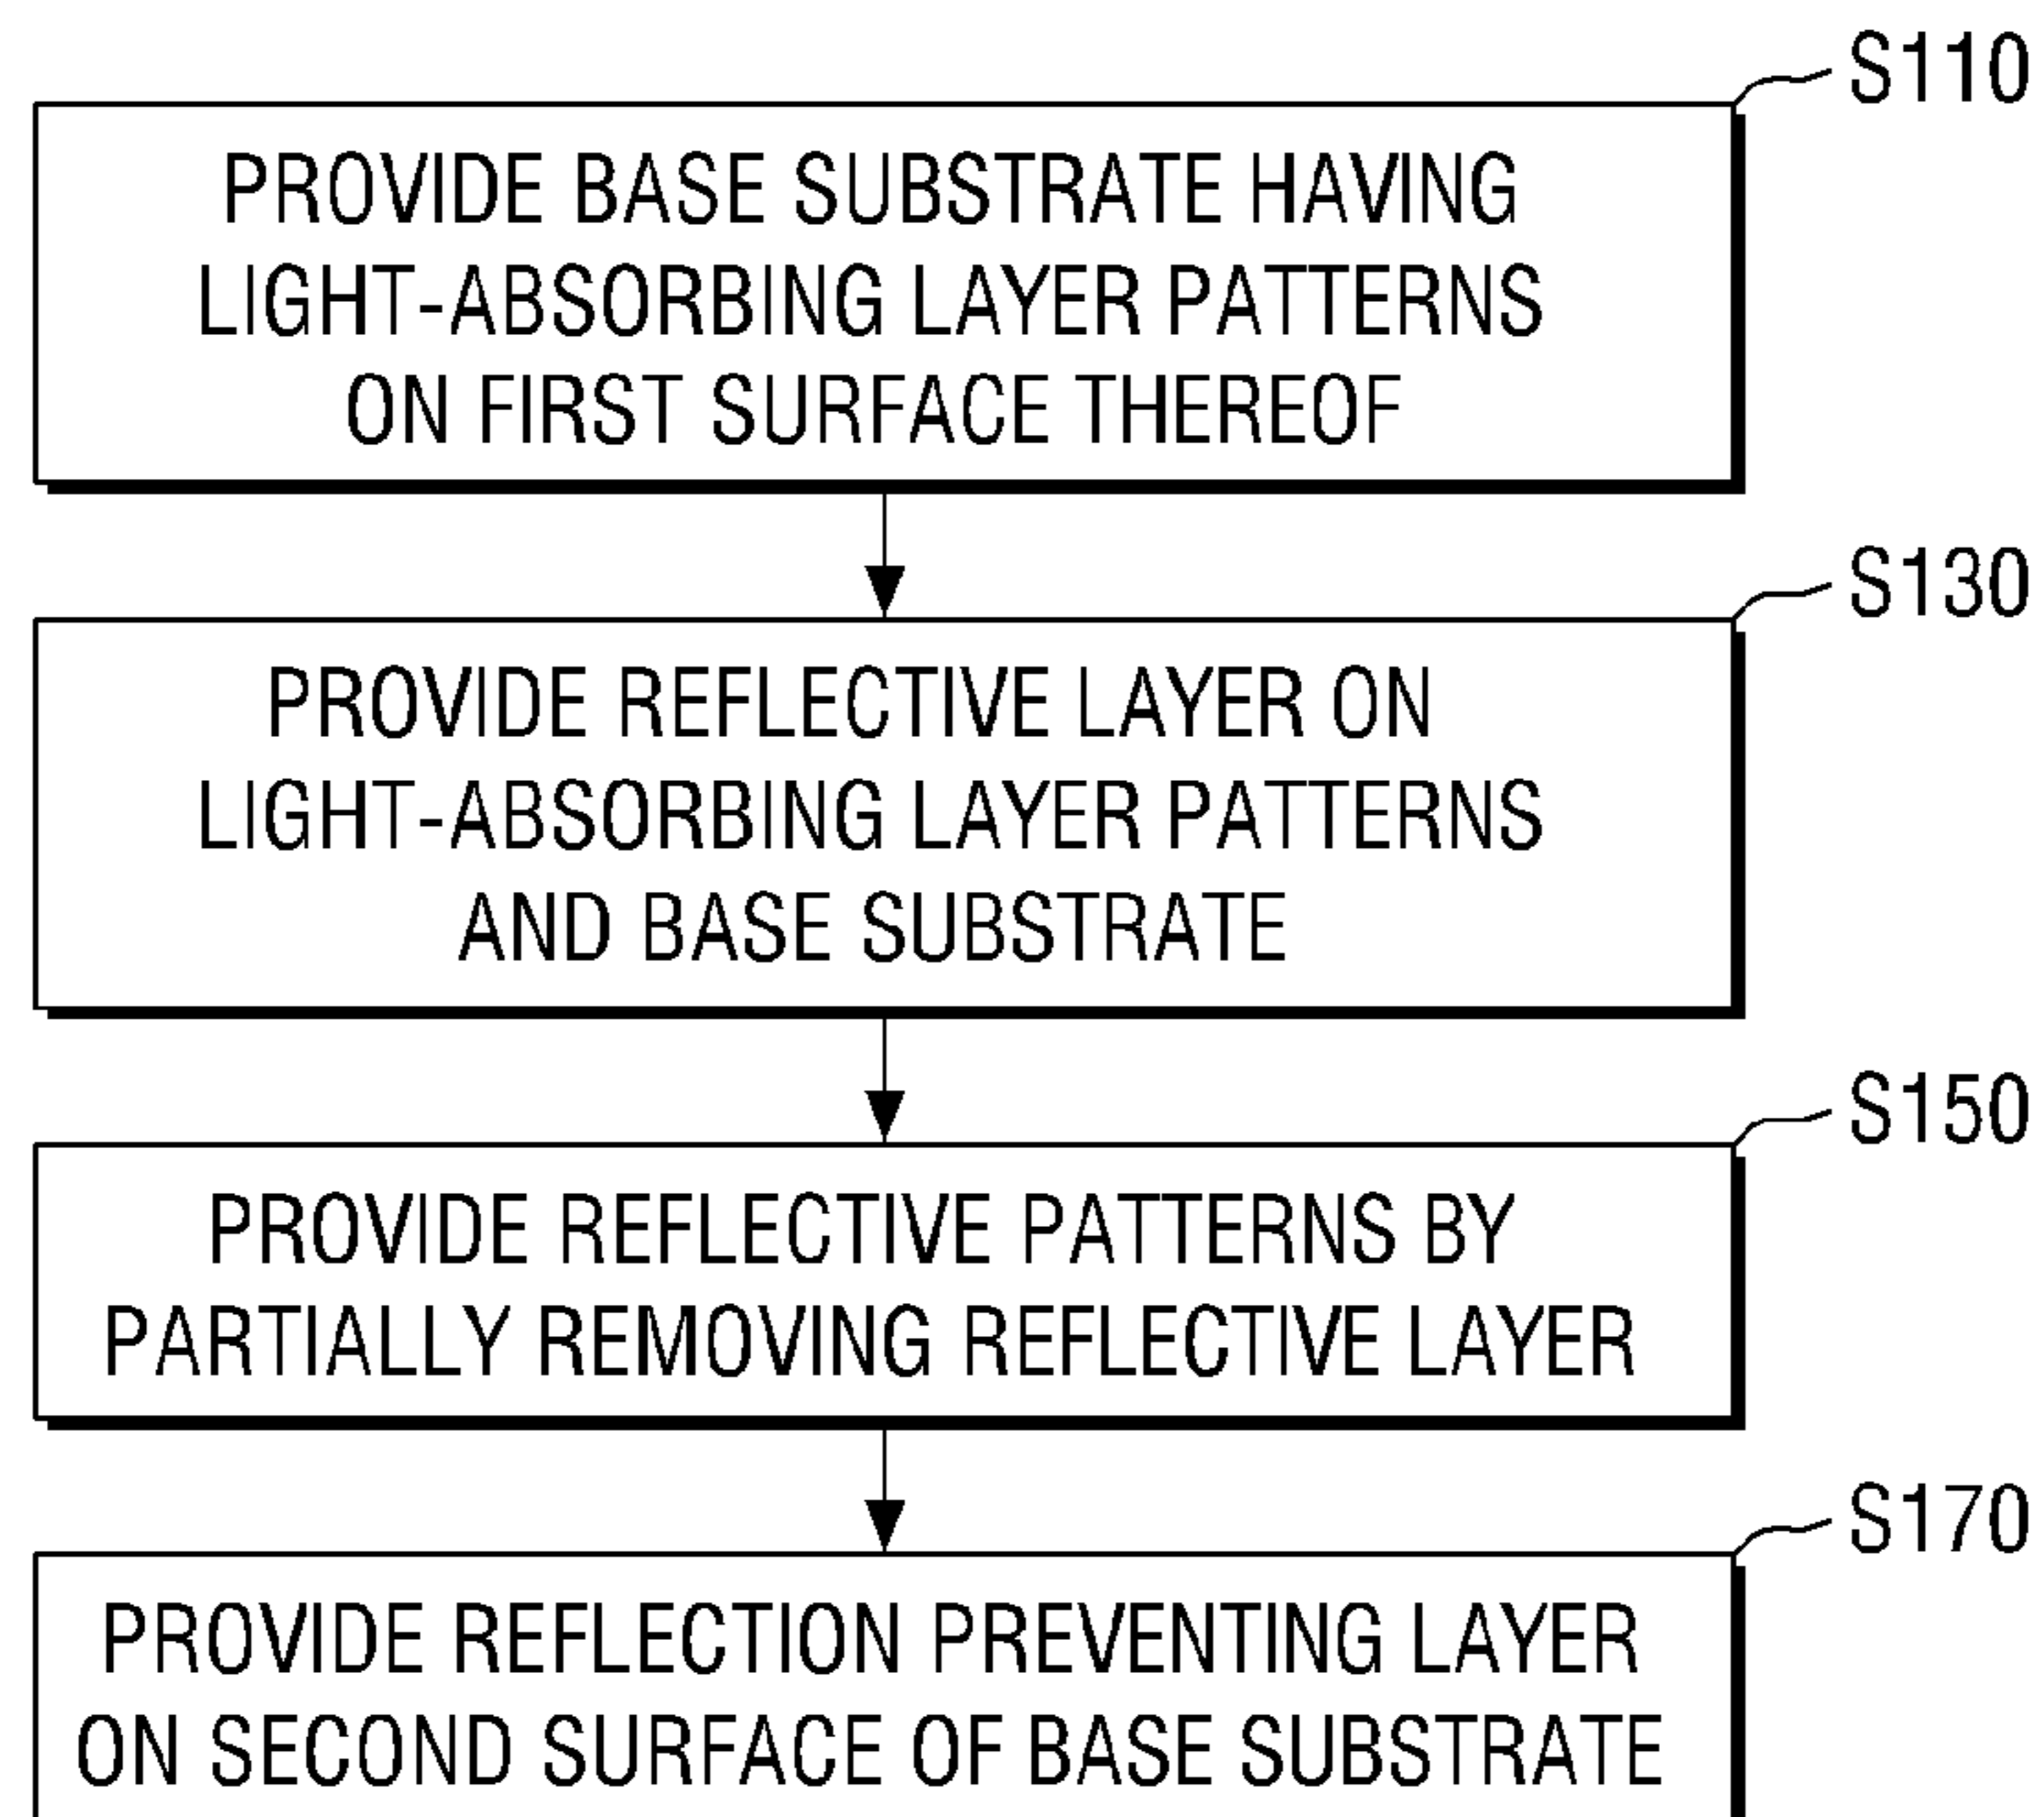 S110
PROVIDE BASE SUBSTRATE HAVING
LIGHT-ABSORBING LAYER PATTERNS
ON FIRST SURFACE THEREOF
S130
PROVIDE REFLECTIVE LAYER ON
LIGHT-ABSORBING LAYER PATTERNS
AND BASE SUBSTRATE
S150
PROVIDE REFLECTIVE PATTERNS BY
PARTIALLY REMOVING REFLECTIVE LAYER
S170
PROVIDE REFLECTION PREVENTING LAYER
ON SECOND SURFACE OF BASE SUBSTRATE